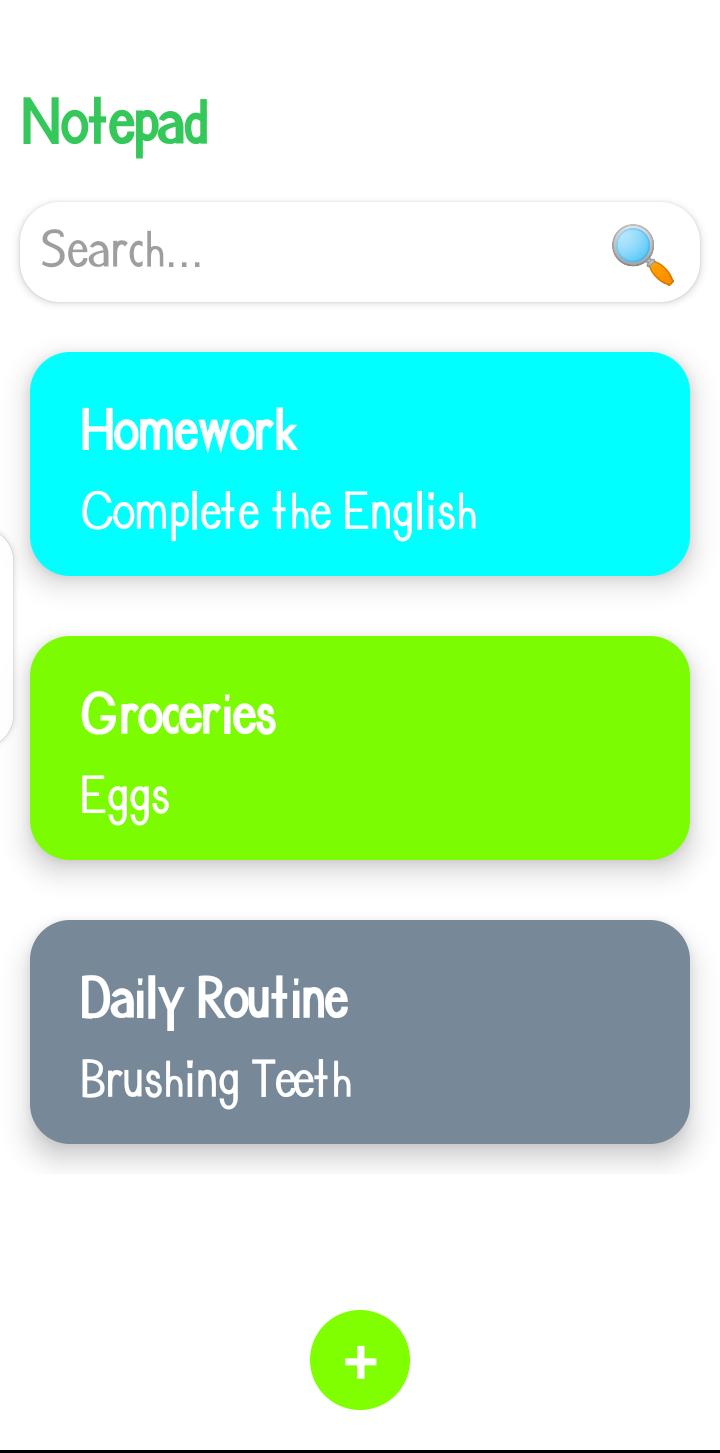 Notepad
Search...
Homework
Complete the English
Groceries
Eggs
Daily Routine
Brushing Teeth
+